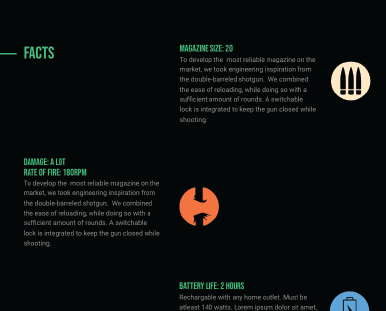 FACTS
MAGAZINE SIZE: 20
To develop the most reliable magazine on the
market, we took engineering isspration from
the double-barreled shotgun. We combined
the ease of reloading, while doing so with a
sufficient amount of rounds. A switchable
lock is integrated to keep the gun closed while
shooting.
DAMAGE: A LOT
RATE OF FIRE: 180RPM
To develop the most reliable magazine on the
market, we took engineering inspiration from
the double-barreled shotgun. We combined
the ease of reloading, while doing so with a
sufficient amount of rounds. A switchable
lock is integrated to keep the gun closed while
shooting.
BATTERY LIFE: 2 HOURS
Rechargable with any home outlet. Must be
atleast 140 watts. Lorem ipsum dolor sit amet,